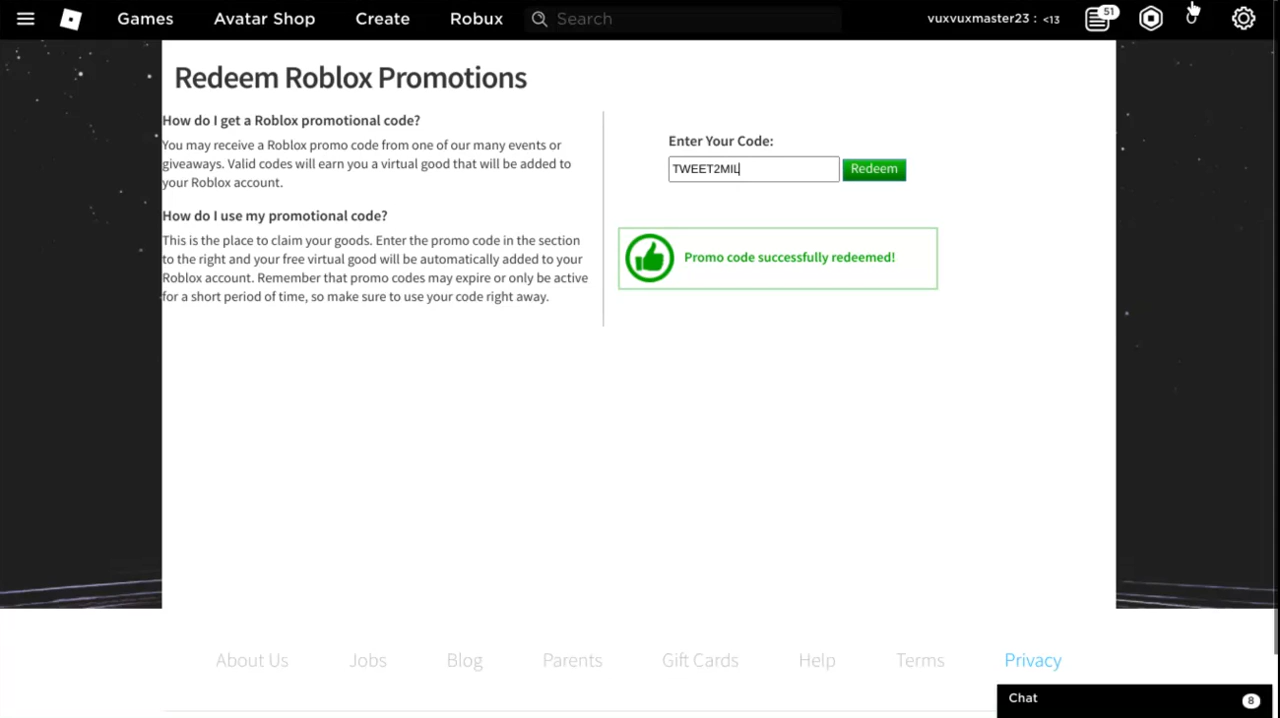 Games Avatar Shop Create Robux Search vuxvuxmaster23 : <13 51
Redeem Roblox Promotions
How do I get a Roblox promotional code?
You may receive a Roblox promo code from one of our many events or
giveaways. Valid codes will earn you a virtual good that will be added to
your Roblox account.
How do I use my promotional code?
This is the place to claim your goods. Enter the promo code in the section
to the right and your free virtual good will be automatically added to your
Roblox account. Remember that promo codes may expire or only be active
for a short period of time, so make sure to use your code right away.
Enter Your Code:
TWEET2MIL Redeem
Promo code successfully redeemed!
About Us Jobs Blog Parents Gift Cards Help Terms Privacy
Chat 8